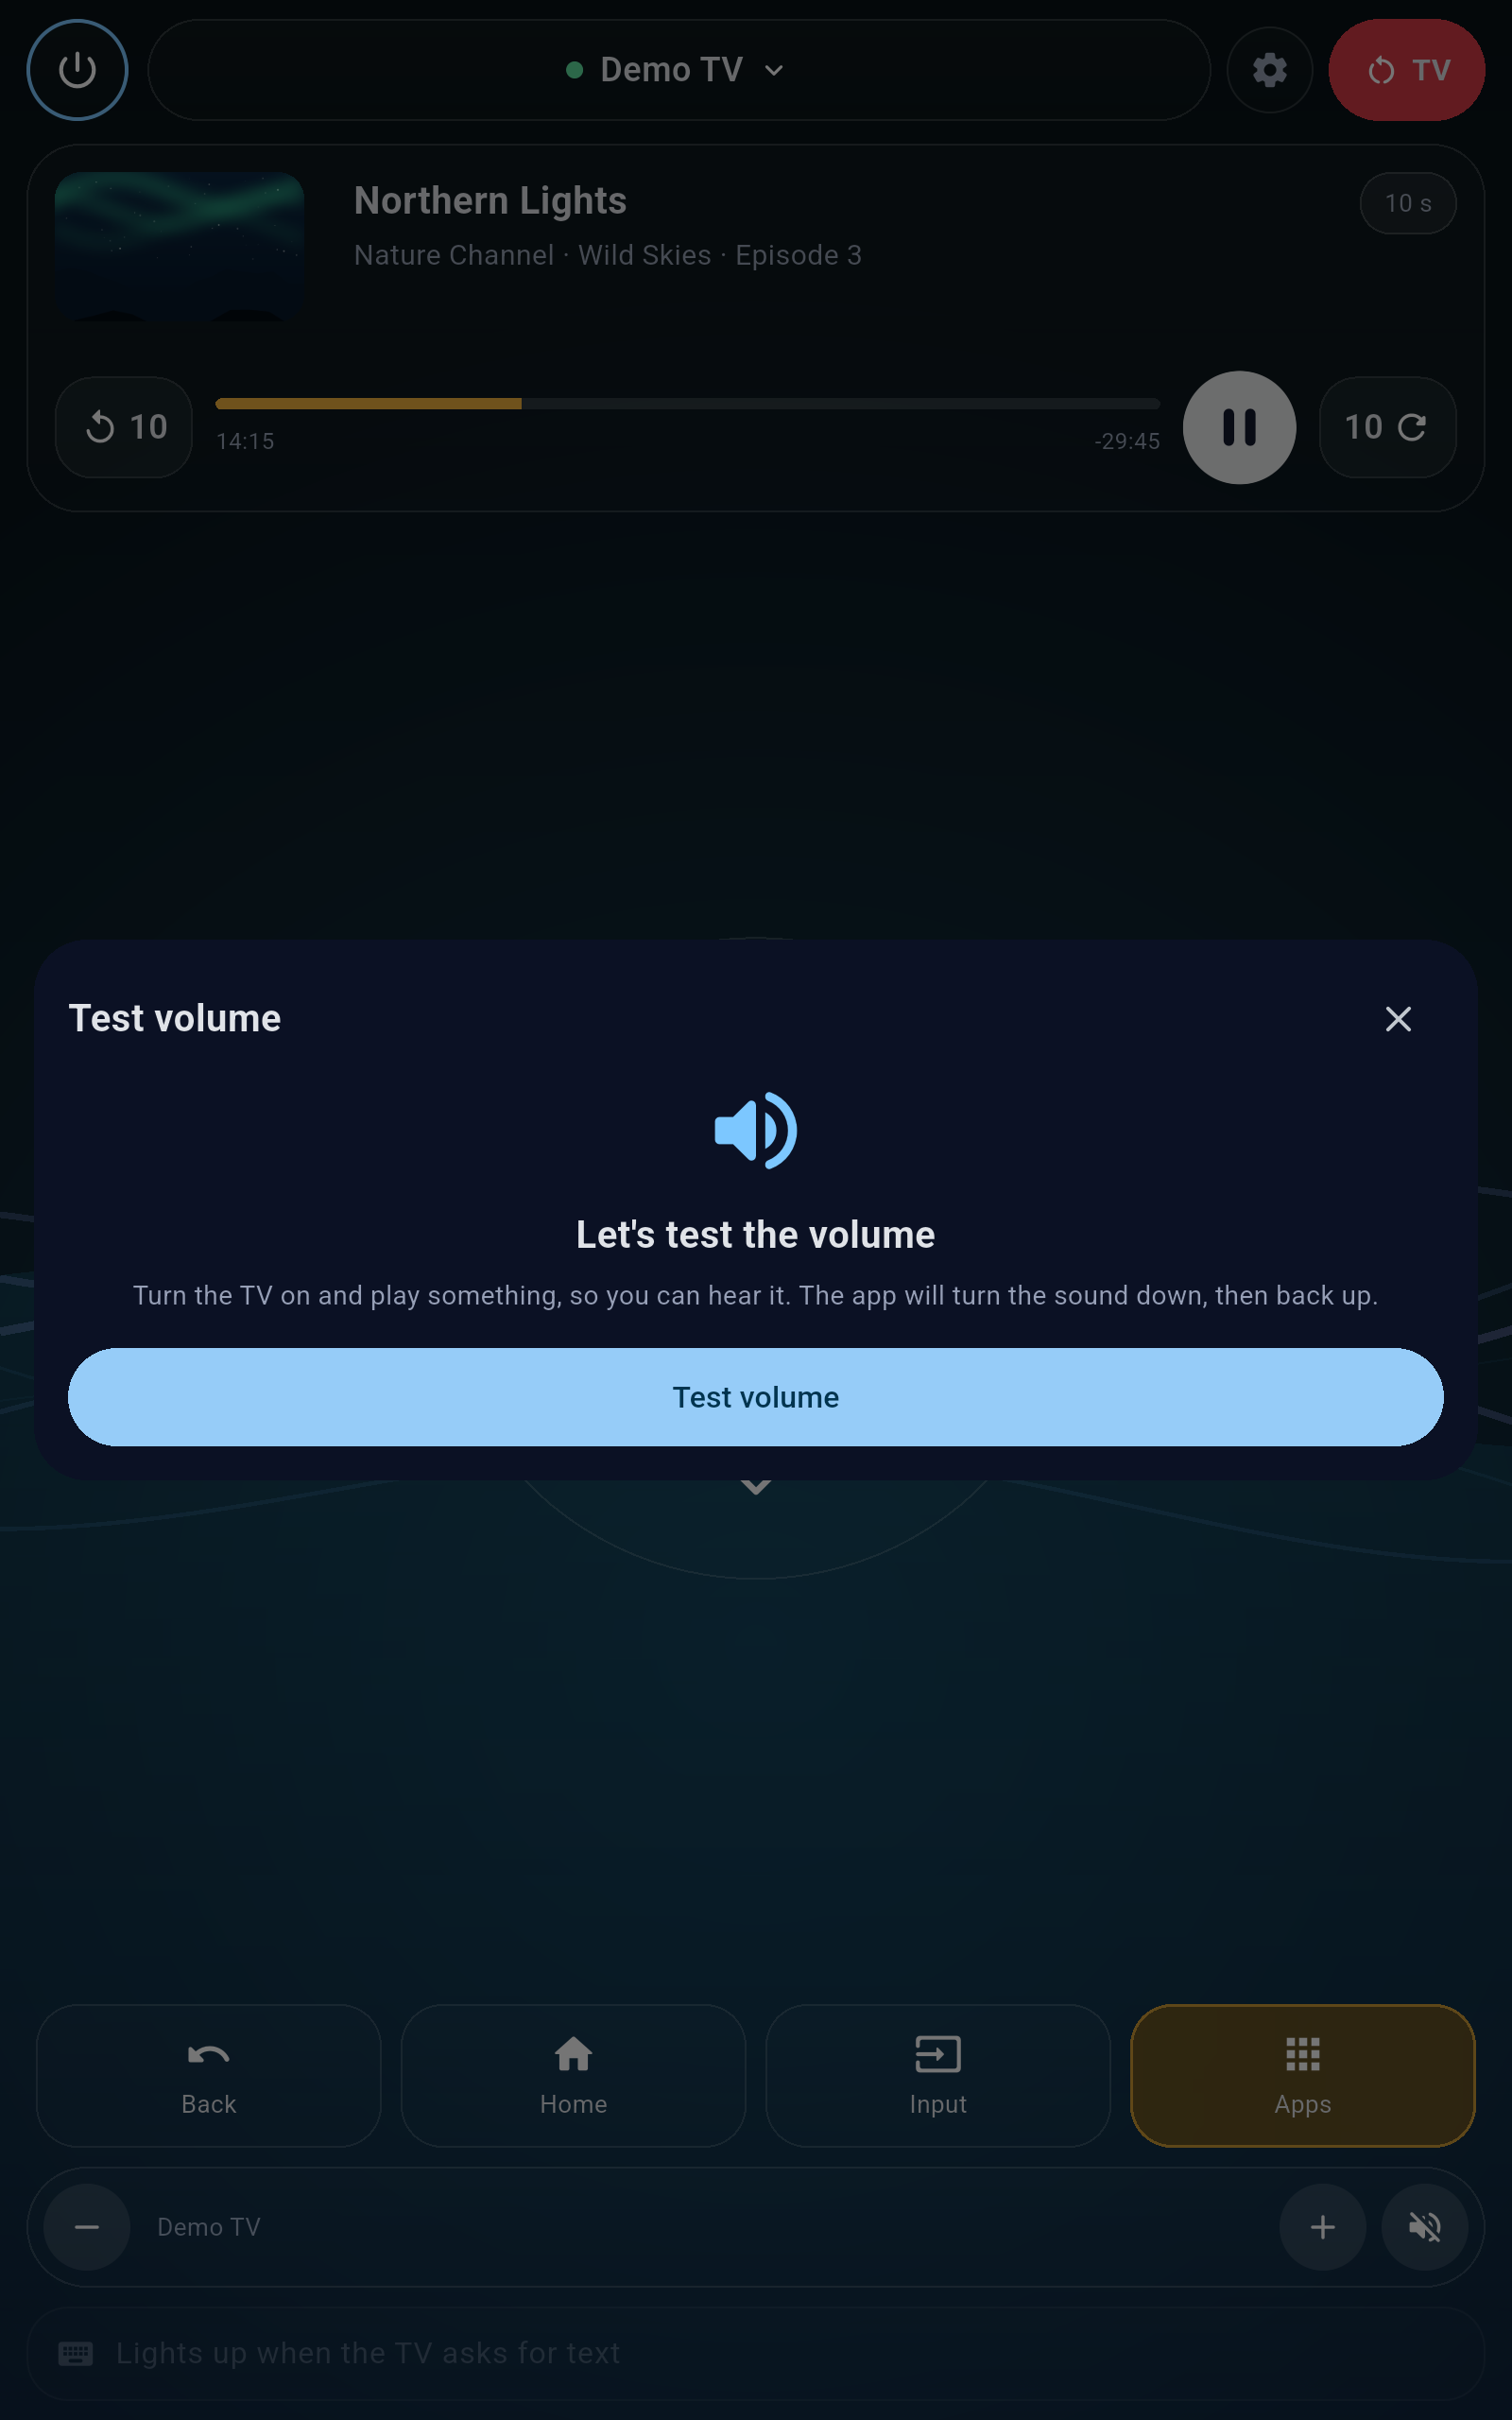 Demo TV
TV
Northern Lights
10 s
Nature Channel · Wild Skies · Episode 3
10
14:15
-29:45
10
Test volume
Let's test the volume
Turn the TV on and play something, so you can hear it. The app will turn the sound down, then back up.
Test volume
Back
Home
Input
Apps
Demo TV
Lights up when the TV asks for text